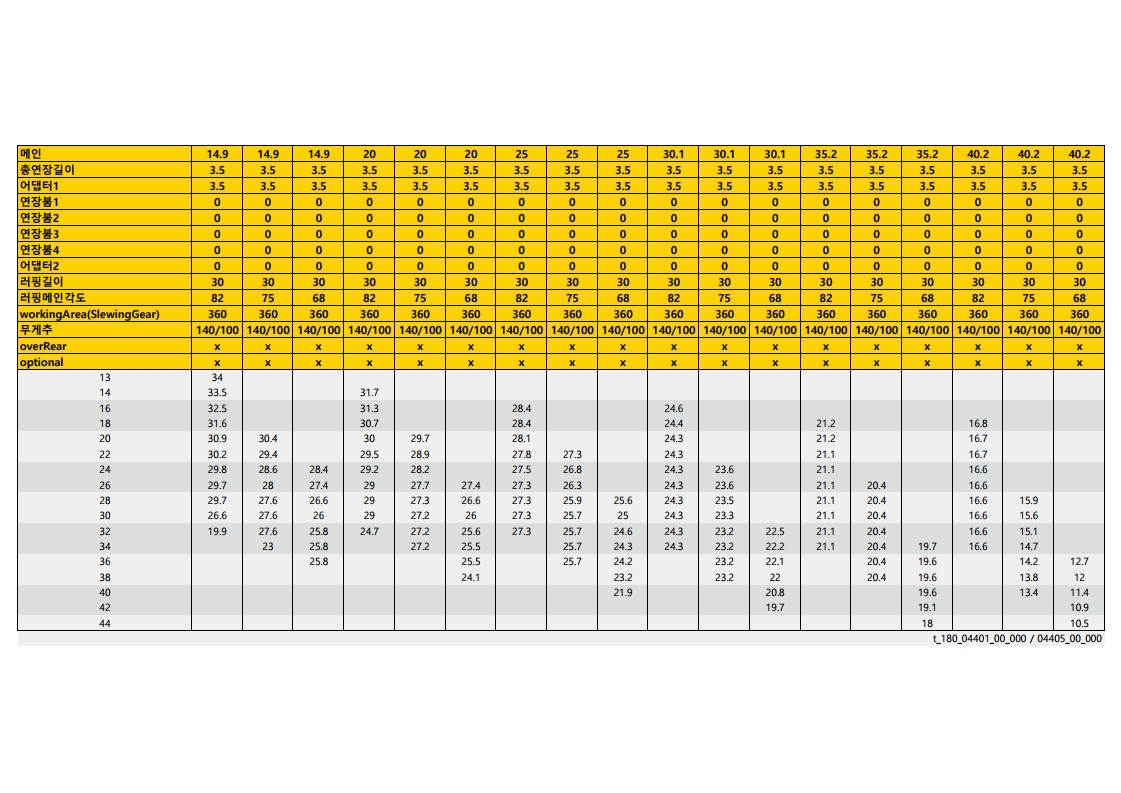 메인 14.9 14.9 14.9 20 20 20 25 25 25 30.1 30.1 30.1 35.2 35.2 35.2 40.2 40.2 40.2
총연장길이 3.5 3.5 3.5 3.5 3.5 3.5 3.5 3.5 3.5 3.5 3.5 3.5 3.5 3.5 3.5 3.5 3.5 3.5
어댑터1 3.5 3.5 3.5 3.5 3.5 3.5 3.5 3.5 3.5 3.5 3.5 3.5 3.5 3.5 3.5 3.5 3.5 3.5
연장붐1 0 0 0 0 0 0 0 0 0 0 0 0 0 0 0 0 0 0
연장붐2 0 0 0 0 0 0 0 0 0 0 0 0 0 0 0 0 0 0
연장붐3 0 0 0 0 0 0 0 0 0 0 0 0 0 0 0 0 0 0
연장붐4 0 0 0 0 0 0 0 0 0 0 0 0 0 0 0 0 0 0
어댑터2 0 0 0 0 0 0 0 0 0 0 0 0 0 0 0 0 0 0
러핑길이 30 30 30 30 30 30 30 30 30 30 30 30 30 30 30 30 30 30
러핑메인각도 82 75 68 82 75 68 82 75 68 82 75 68 82 75 68 82 75 68
workingArea(SlewingGear) 360 360 360 360 360 360 360 360 360 360 360 360 360 360 360 360 360 360
무게추 140/100 140/100 140/100 140/100 140/100 140/100 140/100 140/100 140/100 140/100 140/100 140/100 140/100 140/100 140/100 140/100 140/100 140/100
overRear x x x x x x x x x x x x x x x x x x
optional x x x x x x x x x x x x x x x x x x
13 34
14 33.5 31.7
16 32.5 31.3 28.4 24.6
18 31.6 30.7 28.4 24.4 21.2 16.8
20 30.9 30.4 30 29.7 28.1 24.3 21.2 16.7
22 30.2 29.4 29.5 28.9 27.8 27.3 24.3 21.1 16.7
24 29.8 28.6 28.4 29.2 28.2 27.5 26.8 24.3 23.6 21.1 16.6
26 29.7 28 27.4 29 27.7 27.4 27.3 26.3 24.3 23.6 21.1 20.4 16.6
28 29.7 27.6 26.6 29 27.3 26.6 27.3 25.9 25.6 24.3 23.5 21.1 20.4 16.6 15.9
30 26.6 27.6 26 29 27.2 26 27.3 25.7 25 24.3 23.3 21.1 20.4 16.6 15.6
32 19.9 27.6 25.8 24.7 27.2 25.6 27.3 25.7 24.6 24.3 23.2 22.5 21.1 20.4 16.6 15.1
34 23 25.8 27.2 25.5 25.7 24.3 24.3 23.2 22.2 21.1 20.4 19.7 16.6 14.7
36 25.8 25.5 25.7 24.2 23.2 22.1 20.4 19.6 14.2 12.7
38 24.1 23.2 23.2 22 20.4 19.6 13.8 12
40 21.9 20.8 19.6 13.4 11.4
42 19.7 19.1 10.9
44 18 10.5
t_180_04401_00_000 / 04405_00_000